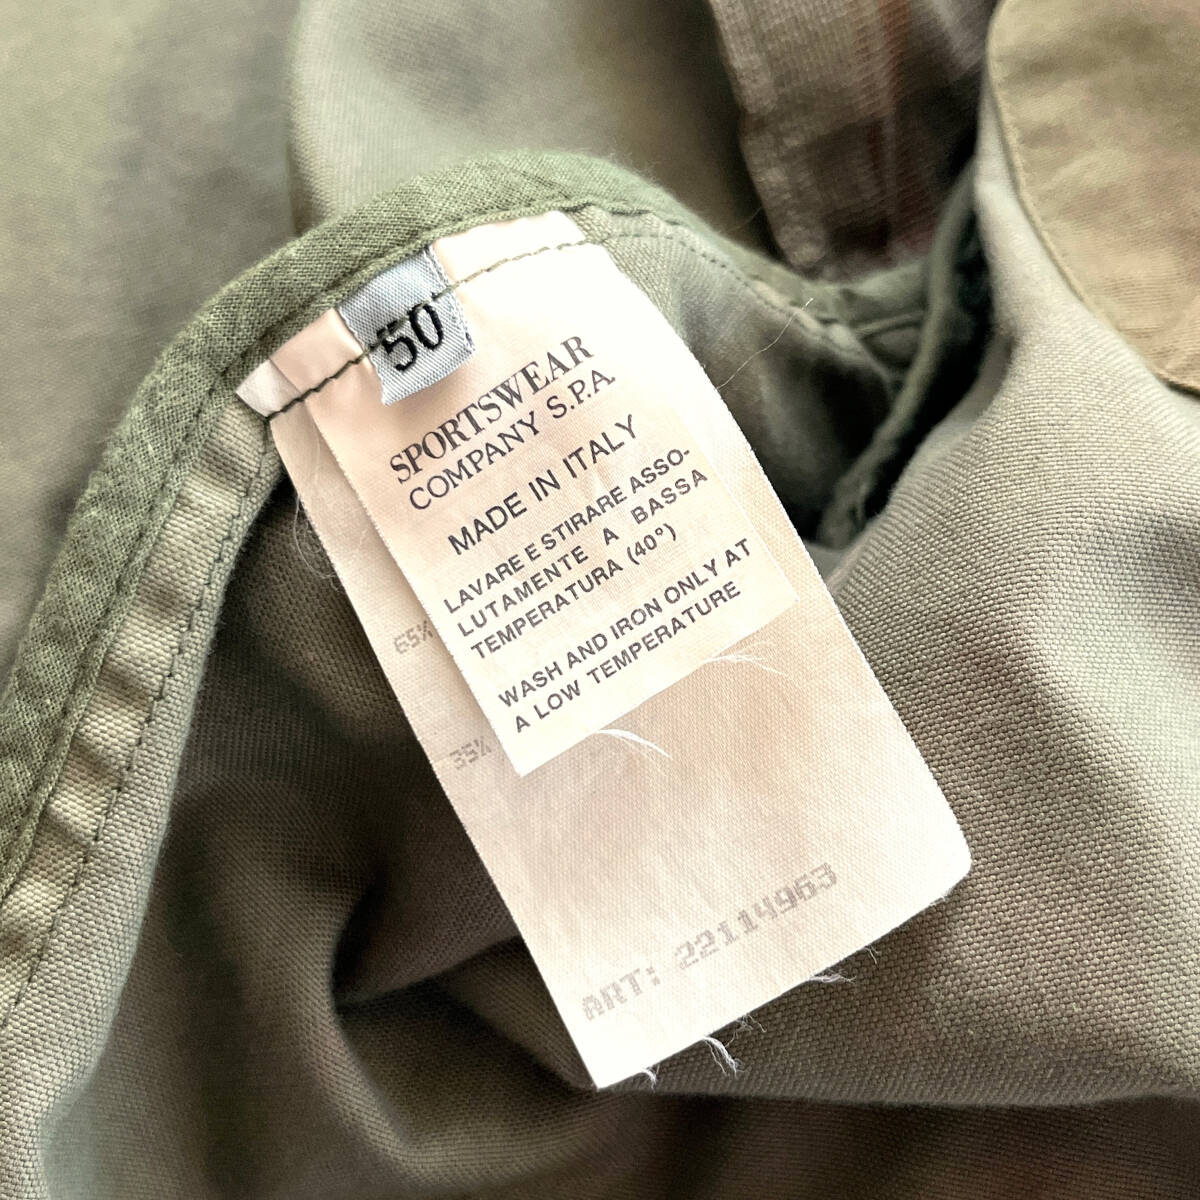 50
SPORTSWEAR
COMPANY S.P.A.
MADE IN ITALY
LAVARE E STIRARE ASSO-
LUTAMENTE A BASSA
TEMPERATURA (40°)
WASH AND IRON ONLY AT
A LOW TEMPERATURE
65%
35%
ART: 22114963